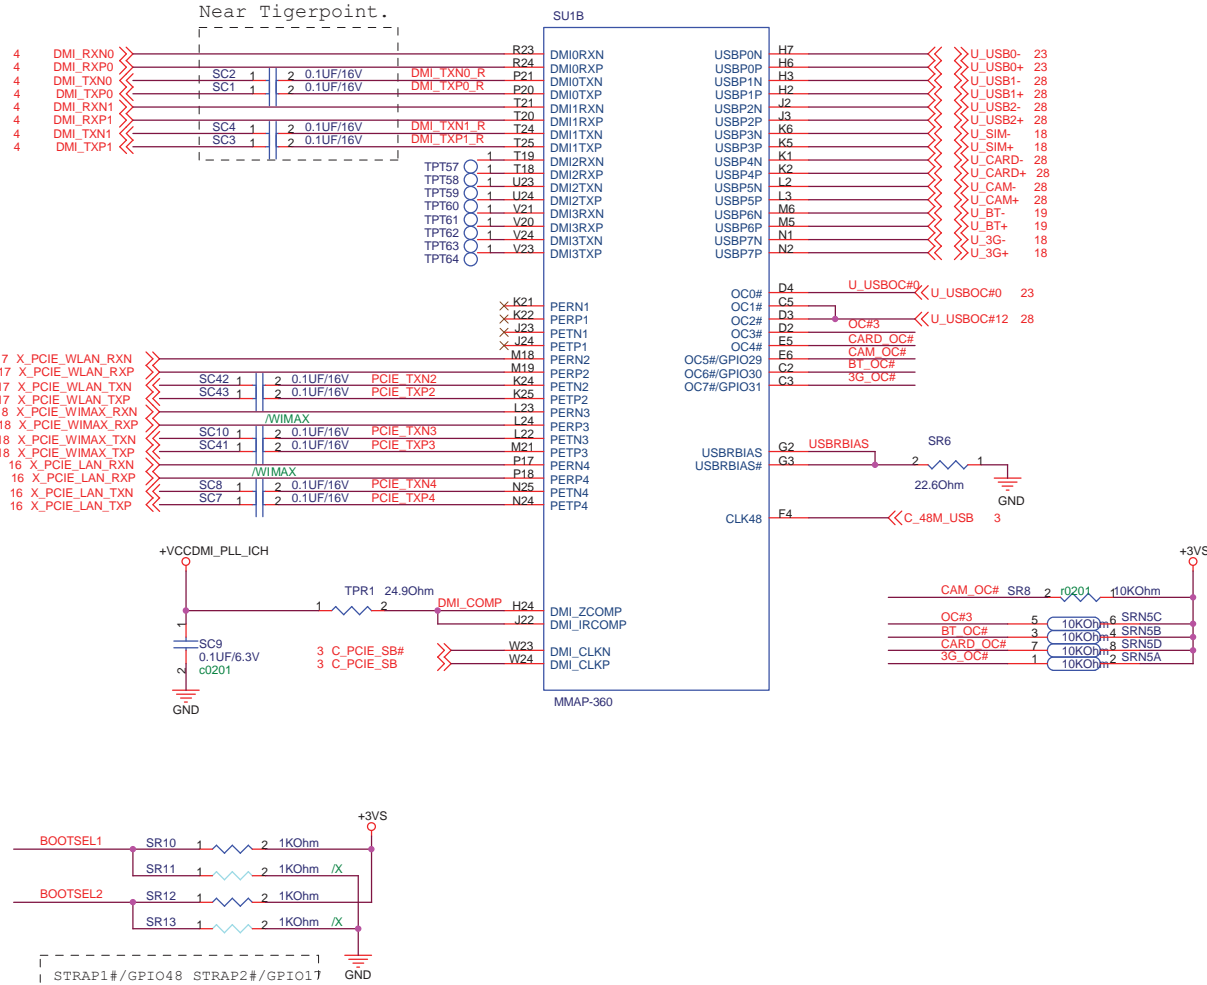 Near Tigerpoint.
SU1B
4 DMI_RXN0 R23 DMI0RXN USBP0N H7 U_USB0- 23
4 DMI_RXP0 R24 DMI0RXP USBP0P H6 U_USB0+ 23
4 DMI_TXN0 SC2 1 2 0.1UF/16V DMI_TXN0_R P21 DMI0TXN USBP1N H3 U_USB1- 28
4 DMI_TXP0 SC1 1 2 0.1UF/16V DMI_TXP0_R P20 DMI0TXP USBP1P H2 U_USB1+ 28
4 DMI_RXN1 T21 DMI1RXN USBP2N J2 U_USB2- 28
4 DMI_RXP1 T20 DMI1RXP USBP2P J3 U_USB2+ 28
4 DMI_TXN1 SC4 1 2 0.1UF/16V DMI_TXN1_R T24 DMI1TXN USBP3N K6 U_SIM- 18
4 DMI_TXP1 SC3 1 2 0.1UF/16V DMI_TXP1_R T25 DMI1TXP USBP3P K5 U_SIM+ 18
TPT57 1 T19 DMI2RXN USBP4N K1 U_CARD- 28
TPT58 1 T18 DMI2RXP USBP4P K2 U_CARD+ 28
TPT59 1 U23 DMI2TXN USBP5N L2 U_CAM- 28
TPT60 1 U24 DMI2TXP USBP5P L3 U_CAM+ 28
TPT61 1 V21 DMI3RXN USBP6N M6 U_BT- 19
TPT62 1 V20 DMI3RXP USBP6P M5 U_BT+ 19
TPT63 1 V24 DMI3TXN USBP7N N1 U_3G- 18
TPT64 1 V23 DMI3TXP USBP7P N2 U_3G+ 18
OC0# D4 U_USBOC#0 U_USBOC#0 23
K21 PERN1 OC1# C5
K22 PERP1 OC2# D3 U_USBOC#12 28
J23 PETN1 OC3# D2 OC#3
J24 PETP1 OC4# E5 CARD_OC#
7 X_PCIE_WLAN_RXN M18 PERN2 OC5#/GPIO29 E6 CAM_OC#
17 X_PCIE_WLAN_RXP M19 PERP2 OC6#/GPIO30 C2 BT_OC#
17 X_PCIE_WLAN_TXN SC42 1 2 0.1UF/16V PCIE_TXN2 K24 PETN2 OC7#/GPIO31 C3 3G_OC#
17 X_PCIE_WLAN_TXP SC43 1 2 0.1UF/16V PCIE_TXP2 K25 PETP2
8 X_PCIE_WIMAX_RXN L23 PERN3
18 X_PCIE_WIMAX_RXP /WIMAX L24 PERP3
18 X_PCIE_WIMAX_TXN SC10 1 2 0.1UF/16V PCIE_TXN3 L22 PETN3
18 X_PCIE_WIMAX_TXP SC41 1 2 0.1UF/16V PCIE_TXP3 M21 PETP3 USBRBIAS G2 USBRBIAS SR6
16 X_PCIE_LAN_RXN P17 PERN4 USBRBIAS# G3 2 1
16 X_PCIE_LAN_RXP /WIMAX P18 PERP4
16 X_PCIE_LAN_TXN SC8 1 2 0.1UF/16V PCIE_TXN4 N25 PETN4 22.6Ohm
16 X_PCIE_LAN_TXP SC7 1 2 0.1UF/16V PCIE_TXP4 N24 PETP4 GND
CLK48 F4 C_48M_USB 3
+VCCDMI_PLL_ICH
+3VS
TPR1 24.9Ohm
CAM_OC# SR8 2 r0201 1 10KOhm
1 2 DMI_COMP H24 DMI_ZCOMP
J22 DMI_IRCOMP
OC#3 5 10KOhm 6 SRN5C
BT_OC# 3 10KOhm 4 SRN5B
CARD_OC# 7 10KOhm 8 SRN5D
3G_OC# 1 10KOhm 2 SRN5A
1
SC9
0.1UF/6.3V
2 c0201
GND
3 C_PCIE_SB# W23 DMI_CLKN
3 C_PCIE_SB W24 DMI_CLKP
MMAP-360
+3VS
BOOTSEL1 SR10 1 2 1KOhm
SR11 1 2 1KOhm /X
BOOTSEL2 SR12 1 2 1KOhm
SR13 1 2 1KOhm /X
GND
STRAP1#/GPIO48 STRAP2#/GPIO17